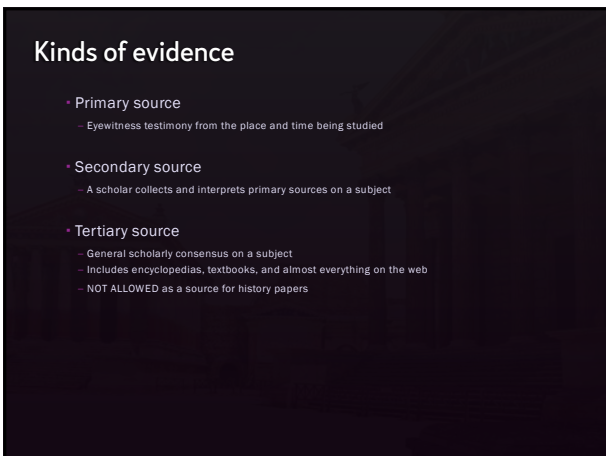 Kinds of evidence
• Primary source
– Eyewitness testimony from the place and time being studied
• Secondary source
– A scholar collects and interprets primary sources on a subject
• Tertiary source
– General scholarly consensus on a subject
– Includes encyclopedias, textbooks, and almost everything on the web
– NOT ALLOWED as a source for history papers